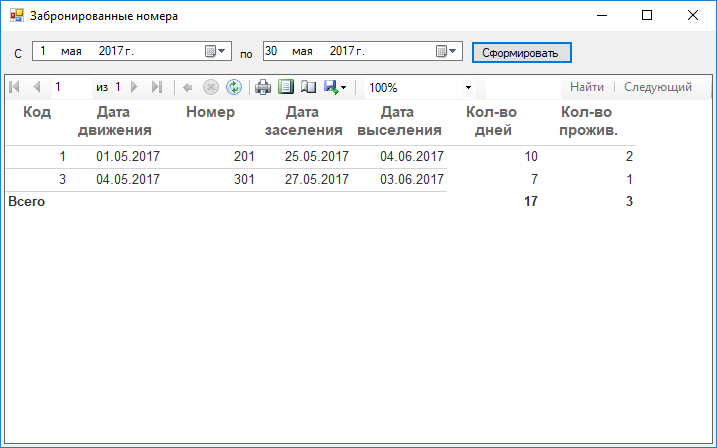 Забронированные номера
С 1 мая 2017 г. по 30 мая 2017 г. Сформировать
1 из 1 100% Найти | Следующий
Код Дата движения Номер Дата заселения Дата выселения Кол-во дней Кол-во прожив.
1 01.05.2017 201 25.05.2017 04.06.2017 10 2
3 04.05.2017 301 27.05.2017 03.06.2017 7 1
Всего 17 3